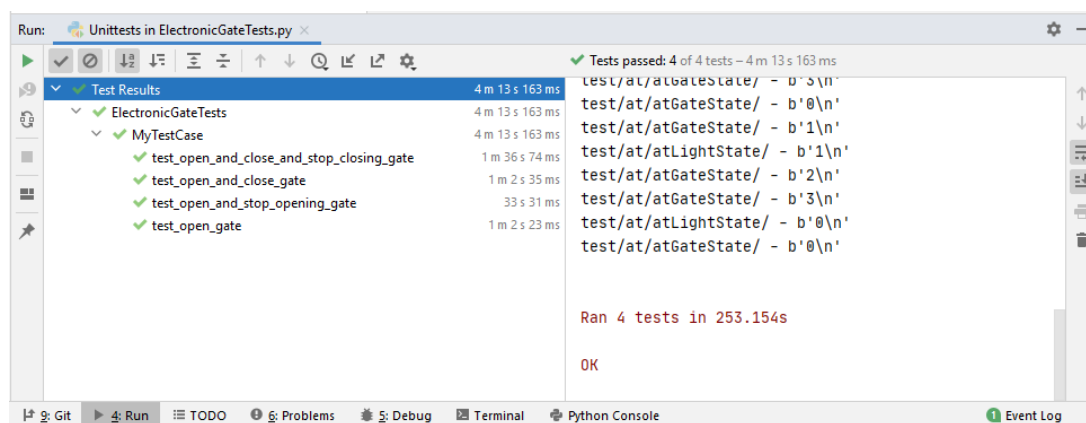 Run: Unittests in ElectronicGateTests.py
Tests passed: 4 of 4 tests – 4 m 13 s 163 ms
Test Results 4 m 13 s 163 ms
ElectronicGateTests 4 m 13 s 163 ms
MyTestCase 4 m 13 s 163 ms
test_open_and_close_and_stop_closing_gate 1 m 36 s 74 ms
test_open_and_close_gate 1 m 2 s 35 ms
test_open_and_stop_opening_gate 33 s 31 ms
test_open_gate 1 m 2 s 23 ms
test/at/atGateState/ - b'3\n'
test/at/atGateState/ - b'0\n'
test/at/atGateState/ - b'1\n'
test/at/atLightState/ - b'1\n'
test/at/atGateState/ - b'2\n'
test/at/atGateState/ - b'3\n'
test/at/atLightState/ - b'0\n'
test/at/atGateState/ - b'0\n'
Ran 4 tests in 253.154s
OK
9: Git 4: Run TODO 6: Problems 5: Debug Terminal Python Console 1 Event Log